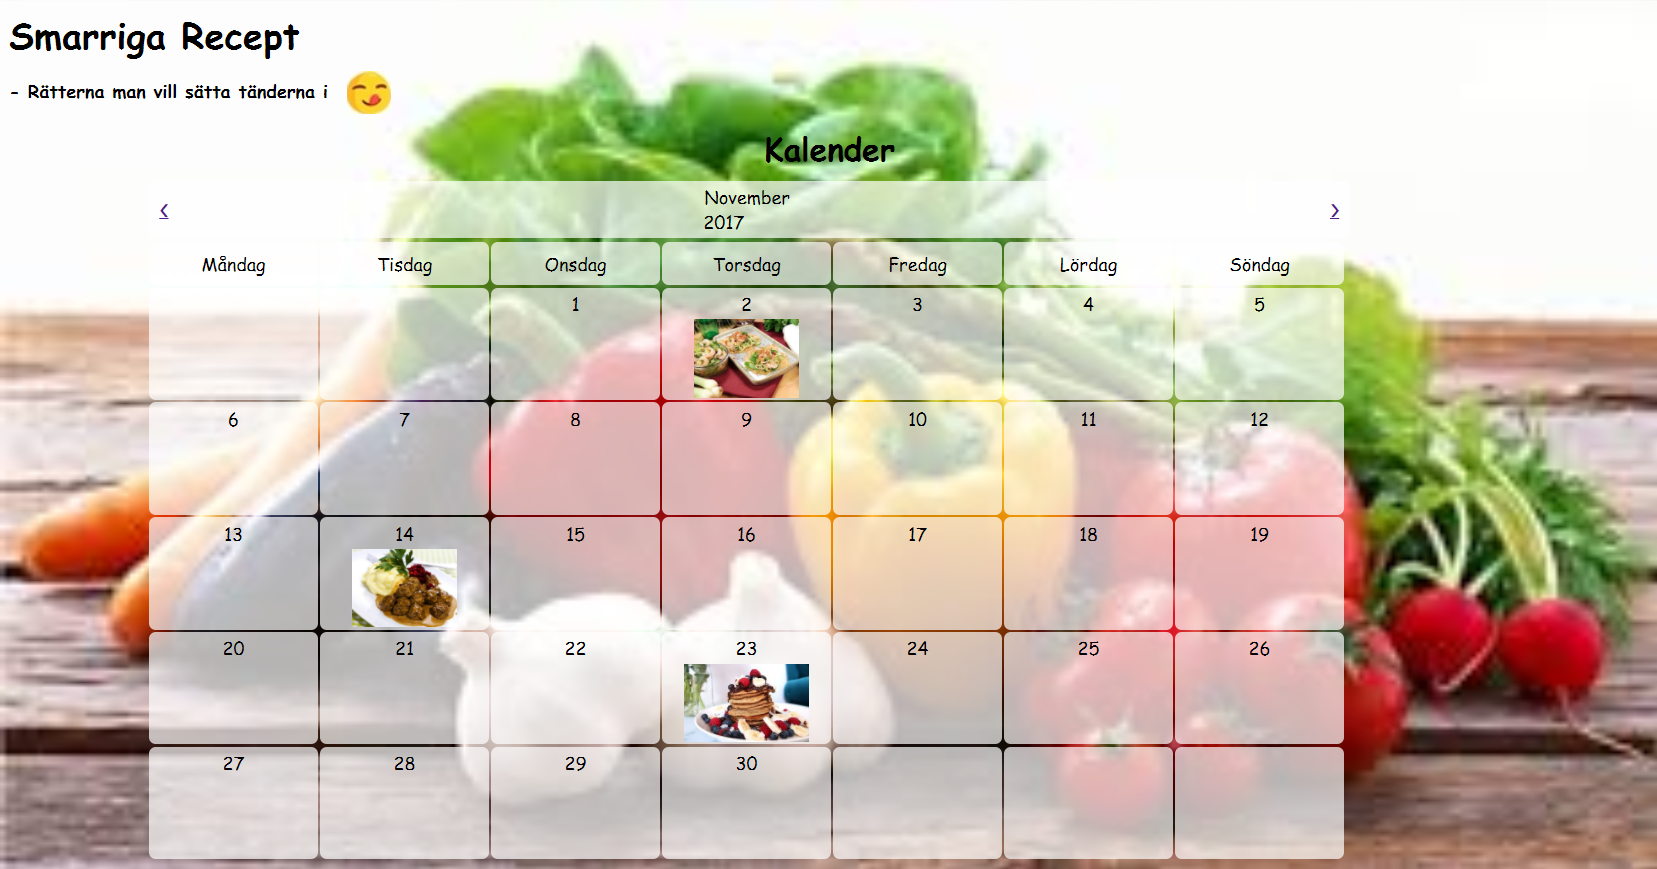 Smarriga Recept
- Rätterna man vill sätta tänderna i
Kalender
‹ November 2017 ›
Måndag Tisdag Onsdag Torsdag Fredag Lördag Söndag
1 2 3 4 5
6 7 8 9 10 11 12
13 14 15 16 17 18 19
20 21 22 23 24 25 26
27 28 29 30